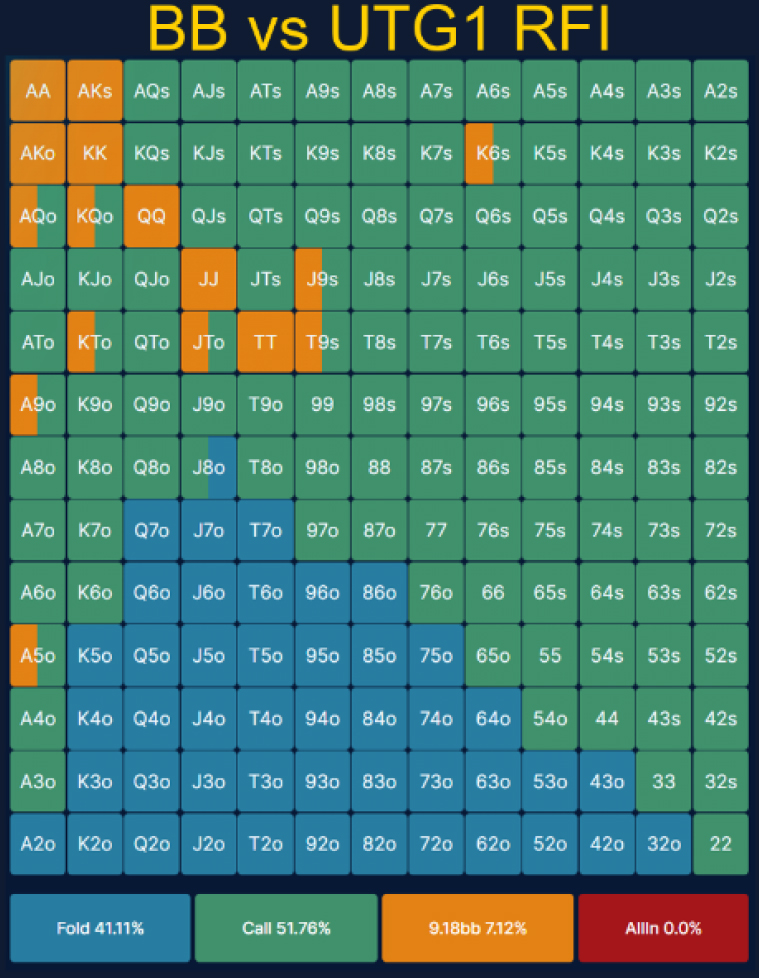 BB vs UTG1 RFI
AA AKs AQs AJs ATs A9s A8s A7s A6s A5s A4s A3s A2s
AKo KK KQs KJs KTs K9s K8s K7s K6s K5s K4s K3s K2s
AQo KQo QQ QJs QTs Q9s Q8s Q7s Q6s Q5s Q4s Q3s Q2s
AJo KJo QJo JJ JTs J9s J8s J7s J6s J5s J4s J3s J2s
ATo KTo QTo JTo TT T9s T8s T7s T6s T5s T4s T3s T2s
A9o K9o Q9o J9o T9o 99 98s 97s 96s 95s 94s 93s 92s
A8o K8o Q8o J8o T8o 98o 88 87s 86s 85s 84s 83s 82s
A7o K7o Q7o J7o T7o 97o 87o 77 76s 75s 74s 73s 72s
A6o K6o Q6o J6o T6o 96o 86o 76o 66 65s 64s 63s 62s
A5o K5o Q5o J5o T5o 95o 85o 75o 65o 55 54s 53s 52s
A4o K4o Q4o J4o T4o 94o 84o 74o 64o 54o 44 43s 42s
A3o K3o Q3o J3o T3o 93o 83o 73o 63o 53o 43o 33 32s
A2o K2o Q2o J2o T2o 92o 82o 72o 62o 52o 42o 32o 22
Fold 41.11% Call 51.76% 9.18bb 7.12% AllIn 0.0%